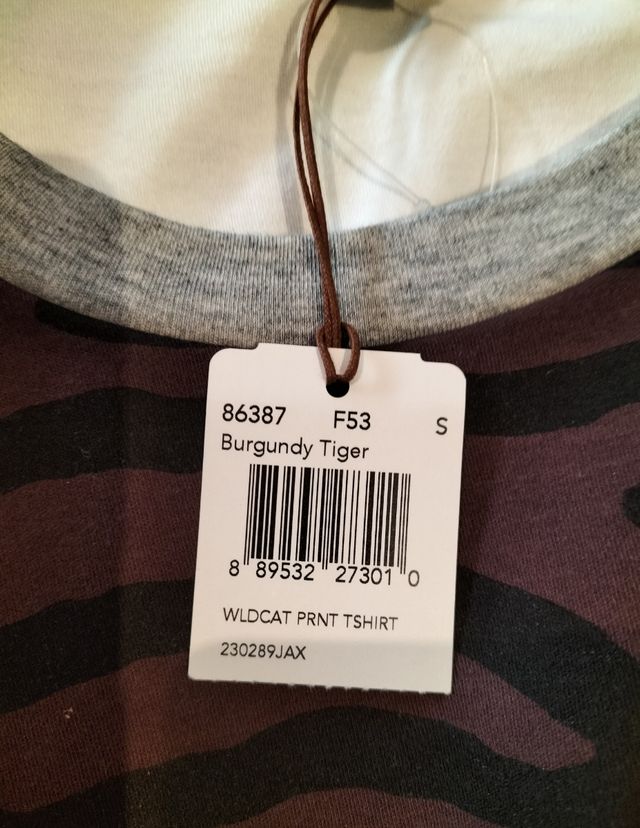 86387 F53 S
Burgundy Tiger
8 89532 27301 0
WLDCAT PRNT TSHIRT
230289JAX